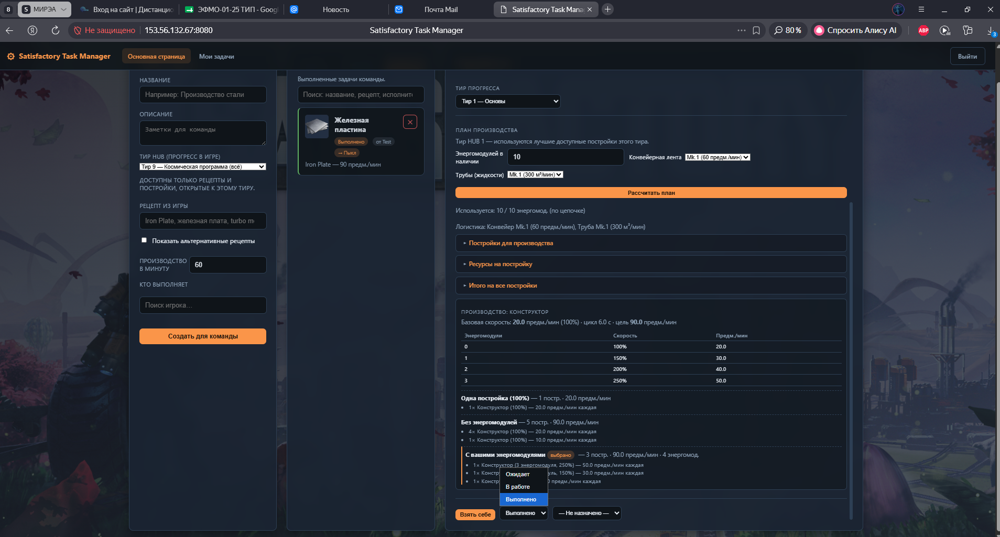 8
5 МИРЭА
Вход на сайт | Дистанцио
ЭФМО-01-25 ТИП - Googl
Новость
Почта Mail
Satisfactory Task Mana
Не защищено
153.56.132.67:8080
Satisfactory Task Manager
80 %
Спросить Алису AI
ABP
3
Satisfactory Task Manager
Основная страница
Мои задачи
Выйти
НАЗВАНИЕ
Например: Производство стали
ОПИСАНИЕ
Заметки для команды
ТИР HUB (ПРОГРЕСС В ИГРЕ)
Тир 9 — Космическая программа (всё)
ДОСТУПНЫ ТОЛЬКО РЕЦЕПТЫ И
ПОСТРОЙКИ, ОТКРЫТЫЕ К ЭТОМУ ТИРУ.
РЕЦЕПТ ИЗ ИГРЫ
Iron Plate, железная плата, turbo mo
Показать альтернативные рецепты
ПРОИЗВОДСТВО
В МИНУТУ
60
КТО ВЫПОЛНЯЕТ
Поиск игрока...
Создать для команды
Выполненные задачи команды.
Поиск: название, рецепт, исполните
Железная
пластина
Выполнено
от Test
→ Пыкл
Iron Plate — 90 предм./мин
ТИР ПРОГРЕССА
Тир 1 — Основы
ПЛАН ПРОИЗВОДСТВА
Тир HUB 1 — используются лучшие доступные постройки этого тира.
Энергомодулей в
наличии
10
Конвейерная лента
Mk.1 (60 предм./мин)
Трубы (жидкости)
Mk.1 (300 м³/мин)
Рассчитать план
Используется: 10 / 10 энергомод. (по цепочке)
Логистика: Конвейер Mk.1 (60 предм./мин), Труба Mk.1 (300 м³/мин)
Постройки для производства
Ресурсы на постройку
Итого на все постройки
ПРОИЗВОДСТВО: КОНСТРУКТОР
Базовая скорость: 20.0 предм./мин (100%) · цикл 6.0 с · цель 90.0 предм./мин
Энергомодули Скорость Предм./мин
0 100% 20.0
1 150% 30.0
2 200% 40.0
3 250% 50.0
Одна постройка (100%) — 1 постр. · 20.0 предм./мин
1× Конструктор (100%) — 20.0 предм./мин каждая
Без энергомодулей — 5 постр. · 90.0 предм./мин
4× Конструктор (100%) — 20.0 предм./мин каждая
1× Конструктор (100%) — 10.0 предм./мин каждая
С вашими энергомодулями выбрано — 3 постр. · 90.0 предм./мин · 4 энергомод.
1× Конструктор (3 энергомодуля, 250%) — 50.0 предм./мин каждая
1× Констру уль, 150%) — 30.0 предм./мин каждая
1× Констру 0 предм./мин каждая
Ожидает
В работе
Выполнено
Взять себе
Выполнено
— Не назначено —